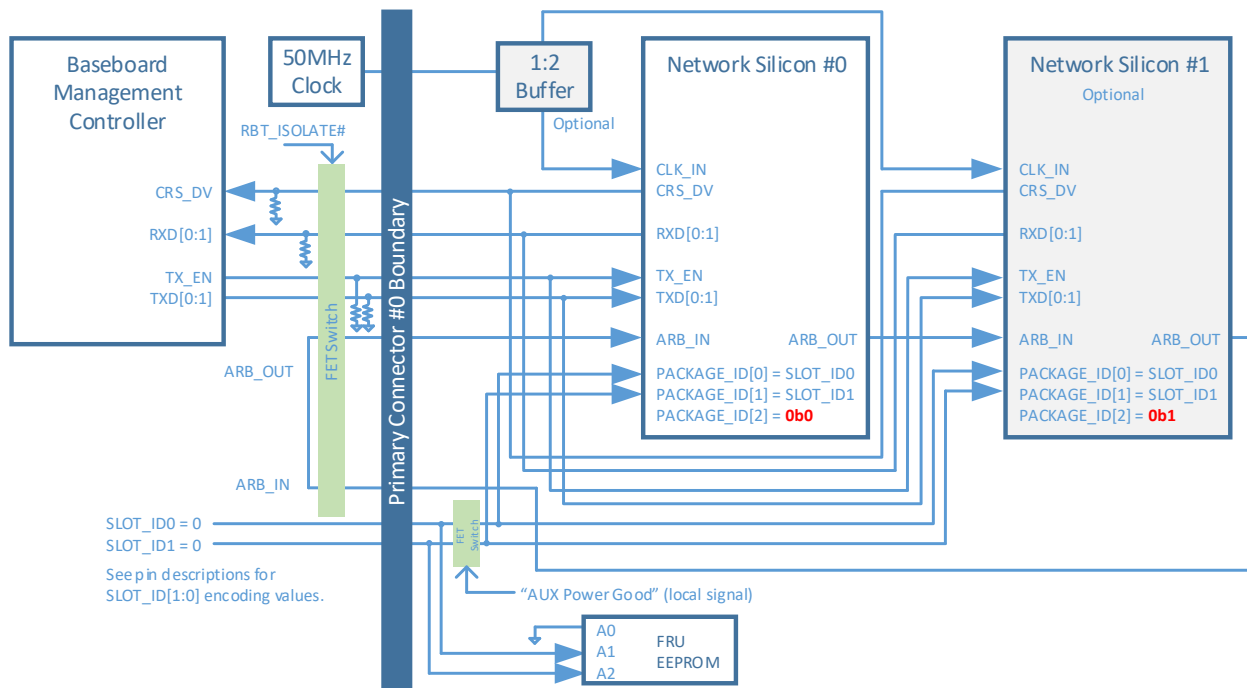 Baseboard
Management
Controller
50MHz
Clock
1:2
Buffer
Optional
Network Silicon #0
Network Silicon #1
Optional
RBT_ISOLATE#
CRS_DV
RXD[0:1]
TX_EN
TXD[0:1]
FET Switch
Primary Connector #0 Boundary
CLK_IN
CRS_DV
RXD[0:1]
TX_EN
TXD[0:1]
ARB_IN
ARB_OUT
PACKAGE_ID[0] = SLOT_ID0
PACKAGE_ID[1] = SLOT_ID1
PACKAGE_ID[2] = 0b0
CLK_IN
CRS_DV
RXD[0:1]
TX_EN
TXD[0:1]
ARB_IN
ARB_OUT
PACKAGE_ID[0] = SLOT_ID0
PACKAGE_ID[1] = SLOT_ID1
PACKAGE_ID[2] = 0b1
ARB_OUT
ARB_IN
SLOT_ID0 = 0
SLOT_ID1 = 0
See pin descriptions for
SLOT_ID[1:0] encoding values.
FET
Switch
“AUX Power Good” (local signal)
A0
A1
A2
FRU
EEPROM